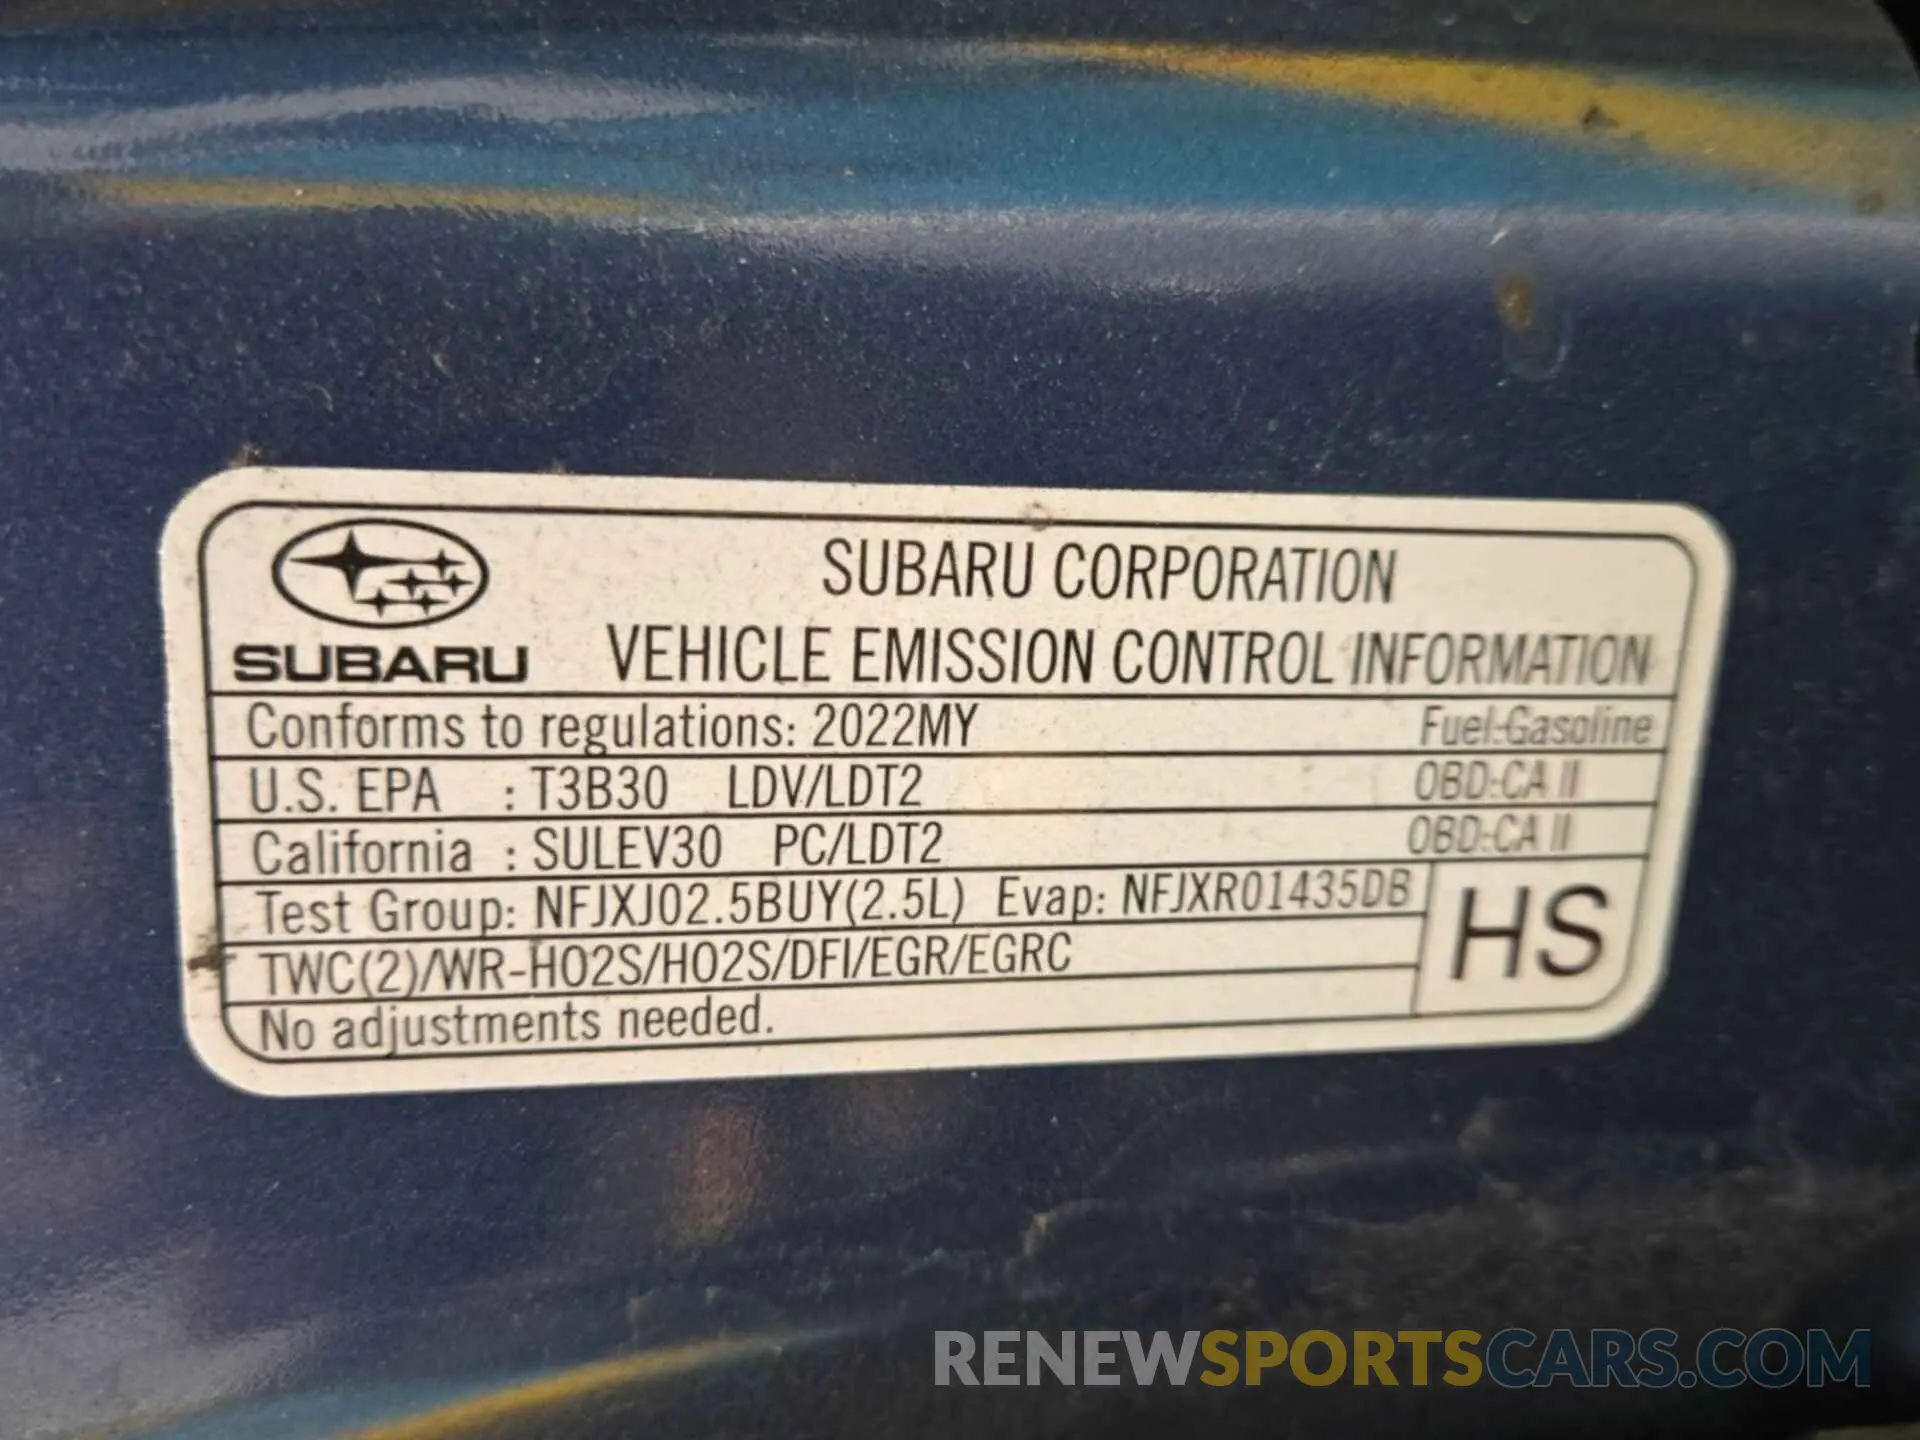 SUBARU CORPORATION
SUBARU VEHICLE EMISSION CONTROL INFORMATION
Conforms to regulations: 2022MY Fuel:Gasoline
U.S. EPA : T3B30 LDV/LDT2 OBD:CA II
California : SULEV30 PC/LDT2 OBD:CA II
Test Group: NFJXJ02.5BUY(2.5L) Evap: NFJXR01435DB
HS
TWC(2)/WR-HO2S/HO2S/DFI/EGR/EGRC
No adjustments needed.
RENEWSPORTSCARS.COM